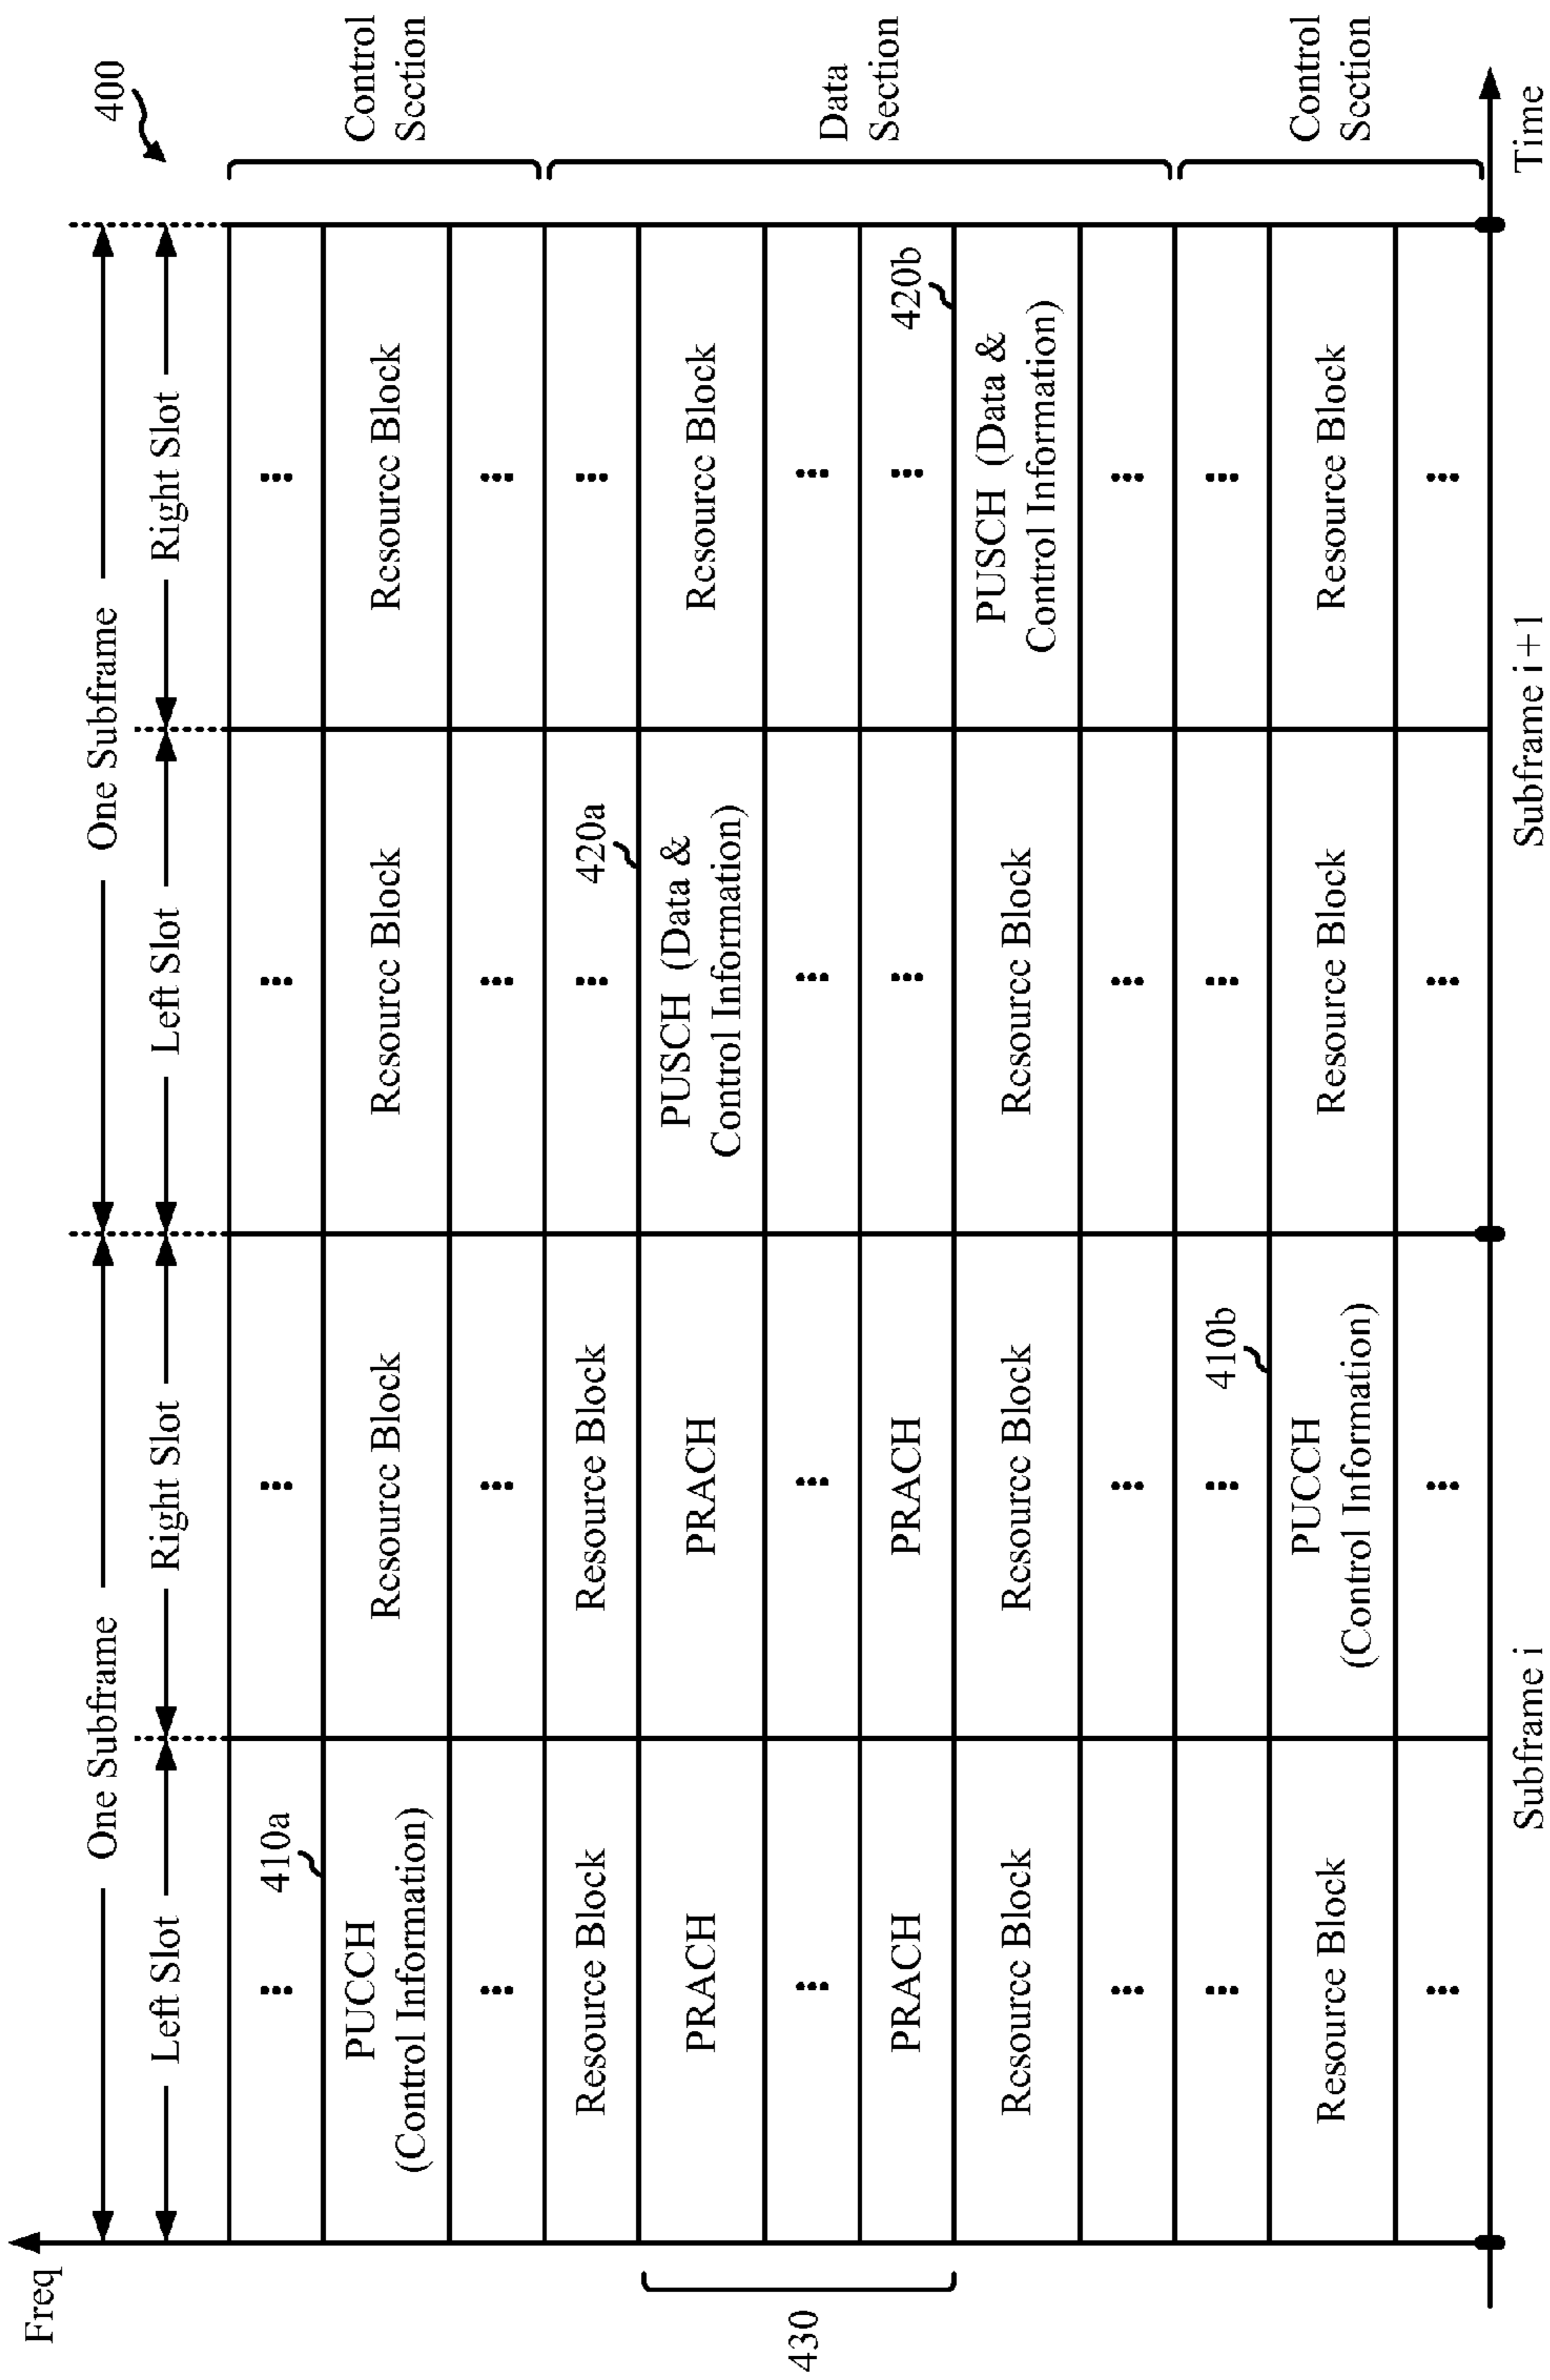 400
Freq
One Subframe
One Subframe
Left Slot
Right Slot
Left Slot
Right Slot
⋮
410a
⋮
⋮
⋮
PUCCH
(Control Information)
Resource Block
Resource Block
Resource Block
⋮
⋮
⋮
⋮
Control
Section
Resource Block
Resource Block
⋮
420a
⋮
PRACH
PRACH
PUSCH (Data &
Control Information)
Resource Block
⋮
⋮
⋮
⋮
PRACH
PRACH
⋮
⋮
420b
430
Resource Block
Resource Block
Resource Block
PUSCH (Data &
Control Information)
⋮
⋮
⋮
⋮
Data
Section
⋮
⋮
410b
⋮
⋮
Resource Block
PUCCH
(Control Information)
Resource Block
Resource Block
⋮
⋮
⋮
⋮
Control
Section
Subframe i
Subframe i+1
Time